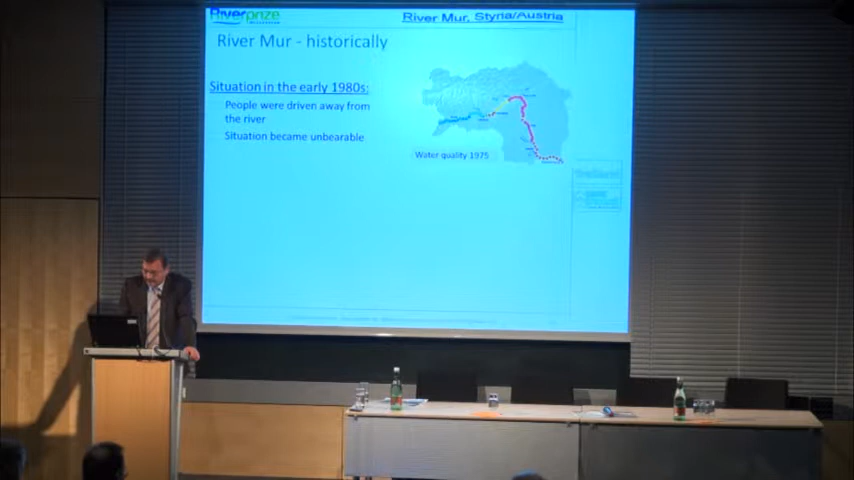 Riverprize
River Mur, Styria/Austria
River Mur - historically
Situation in the early 1980s:
People were driven away from
the river
Situation became unbearable
Water quality 1975